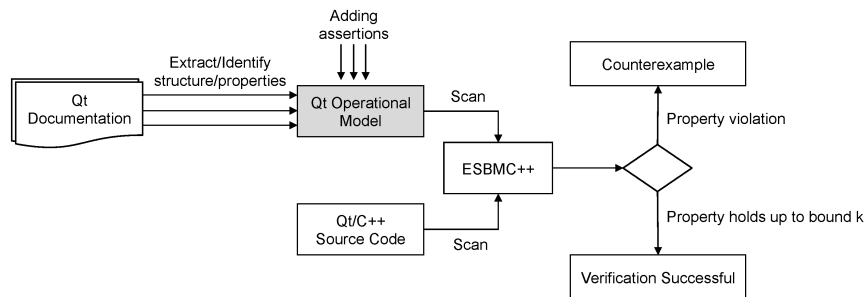 Adding
assertions
Extract/Identify
structure/properties
Qt
Documentation
Qt Operational
Model
Scan
Counterexample
Property violation
ESBMC++
Qt/C++
Source Code
Scan
Property holds up to bound k
Verification Successful